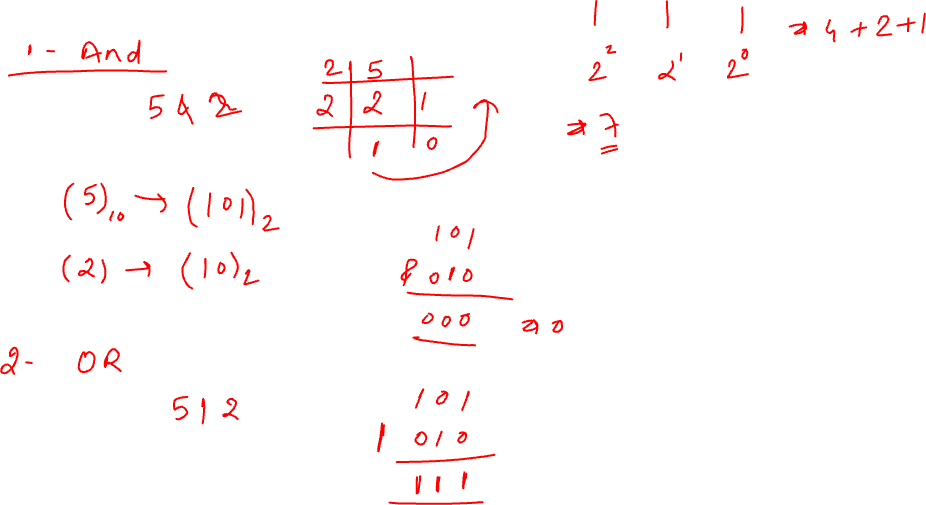 1 - And
5 & 2
2 | 5 |
2 | 2 | 1
| 1 | 0
1 1 1 ⇒ 4 + 2 + 1
2² 2¹ 2⁰
⇒ 7
(5)₁₀ → (101)₂
(2) → (10)₂
101
& 010
000 ⇒ 0
2- OR
5 | 2
101
| 010
111